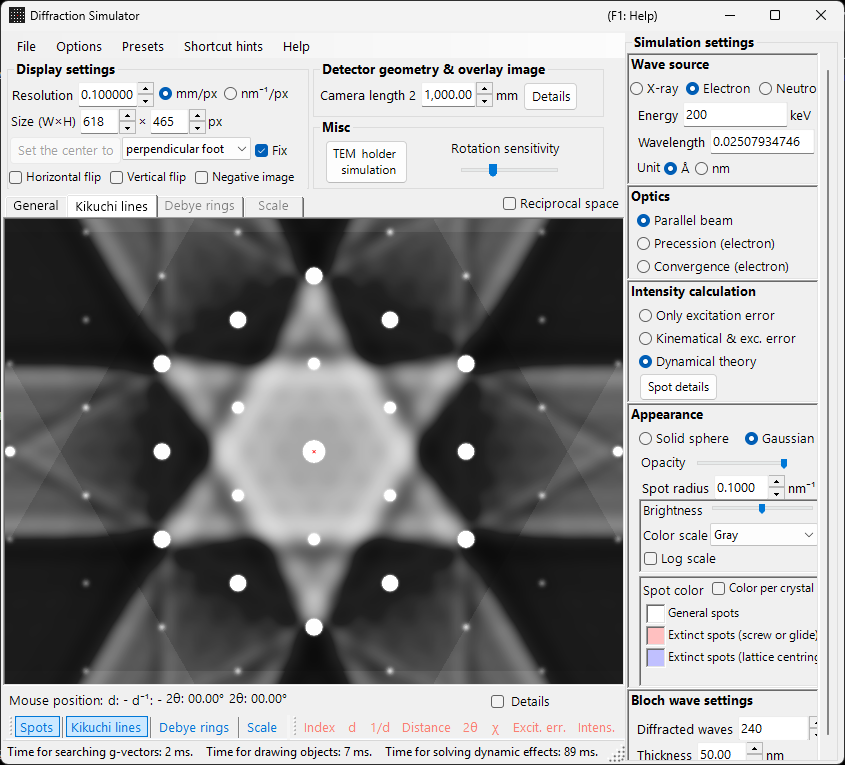 Diffraction Simulator
(F1: Help)
File Options Presets Shortcut hints Help
Display settings
Resolution 0.100000 mm/px nm⁻¹/px
Size (W×H) 618 × 465 px
Set the center to perpendicular foot Fix
Horizontal flip Vertical flip Negative image
Detector geometry & overlay image
Camera length 2 1,000.00 mm Details
Misc
TEM holder
simulation
Rotation sensitivity
General Kikuchi lines Debye rings Scale
Reciprocal space
Mouse position: d: - d⁻¹: - 2θ: 00.00° 2θ: 00.00°
Details
Spots Kikuchi lines Debye rings Scale Index d 1/d Distance 2θ χ Excit. err. Intens.
Time for searching g-vectors: 2 ms. Time for drawing objects: 7 ms. Time for solving dynamic effects: 89 ms.
Simulation settings
Wave source
X-ray Electron Neutro
Energy 200 keV
Wavelength 0.02507934746
Unit Å nm
Optics
Parallel beam
Precession (electron)
Convergence (electron)
Intensity calculation
Only excitation error
Kinematical & exc. error
Dynamical theory
Spot details
Appearance
Solid sphere Gaussian
Opacity
Spot radius 0.1000 nm⁻¹
Brightness
Color scale Gray
Log scale
Spot color Color per crystal
General spots
Extinct spots (screw or glide)
Extinct spots (lattice centring
Bloch wave settings
Diffracted waves 240
Thickness 50.00 nm